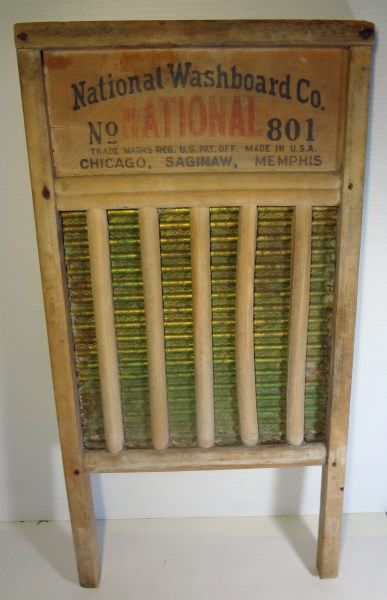 National Washboard Co.
No NATIONAL 801
TRADE MARKS REG. U.S. PAT. OFF. MADE IN U.S.A.
CHICAGO, SAGINAW, MEMPHIS